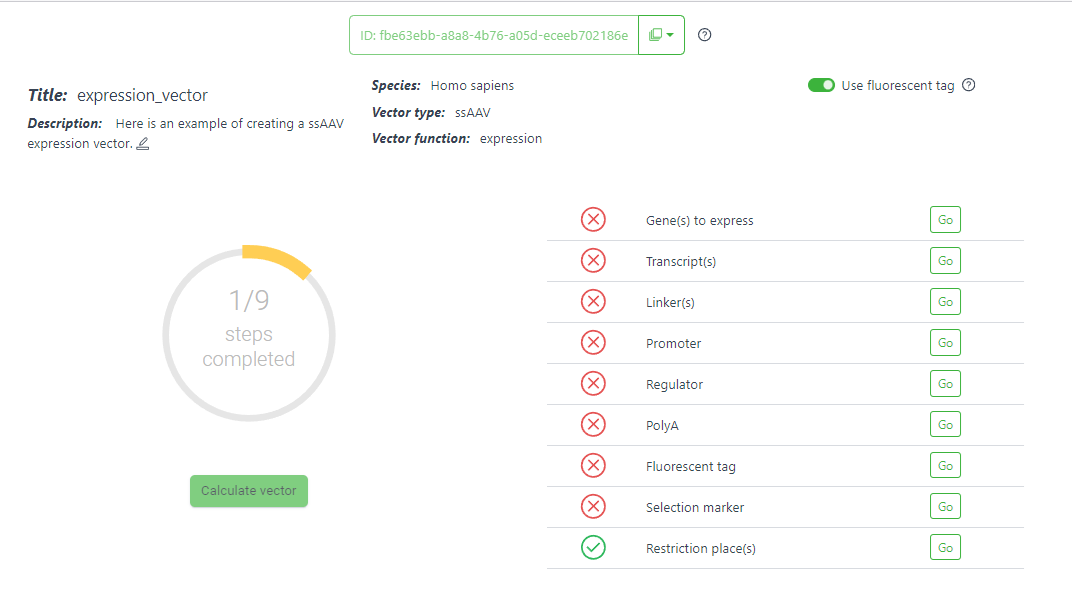 ID: fbe63ebb-a8a8-4b76-a05d-eceeb702186e
Title: expression_vector
Description: Here is an example of creating a ssAAV
expression vector.
Species: Homo sapiens
Vector type: ssAAV
Vector function: expression
Use fluorescent tag
1/9
steps
completed
Calculate vector
Gene(s) to express Go
Transcript(s) Go
Linker(s) Go
Promoter Go
Regulator Go
PolyA Go
Fluorescent tag Go
Selection marker Go
Restriction place(s) Go